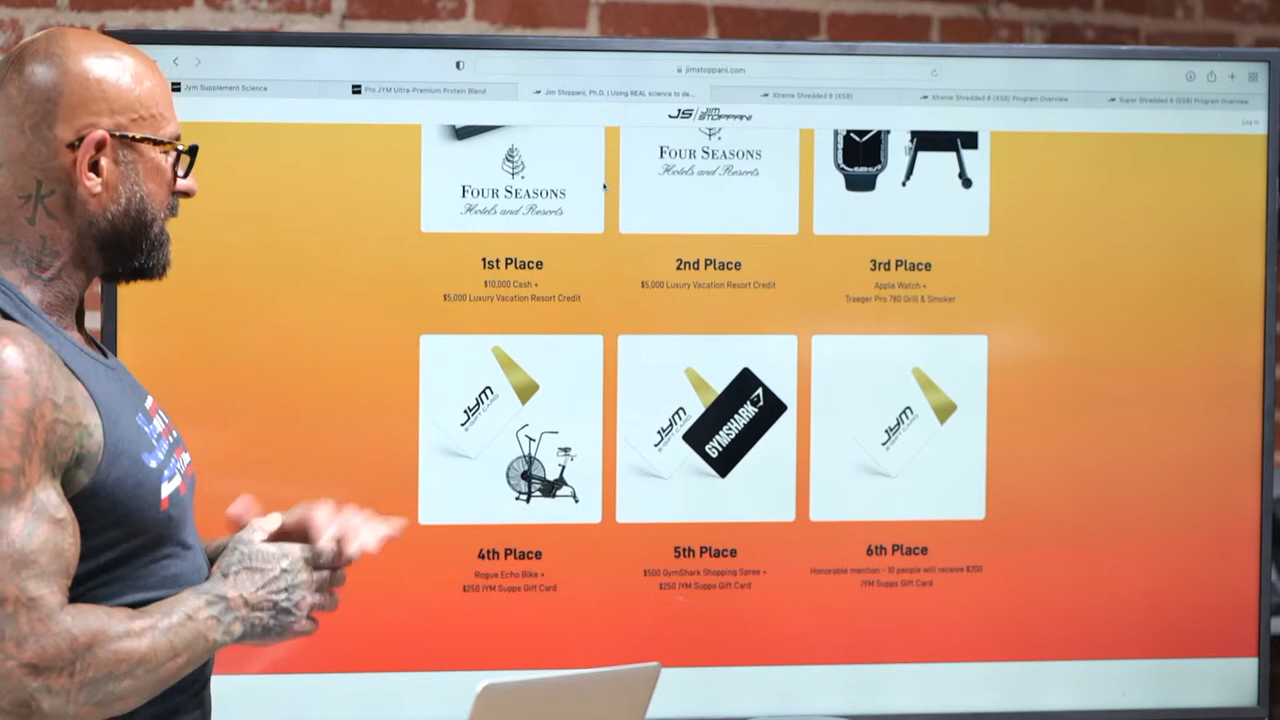 jimstoppani.com
Jym Supplement Science
Pro JYM Ultra-Premium Protein Blend
Jim Stoppani, Ph.D. | Using REAL science to de...
Xtreme Shredded 8 (XS8)
Xtreme Shredded 8 (XS8) Program Overview
Super Shredded 8 (SS8) Program Overview
JS JIM STOPPANI
Log in
FOUR SEASONS
Hotels and Resorts
FOUR SEASONS
Hotels and Resorts
1st Place
$10,000 Cash +
$5,000 Luxury Vacation Resort Credit
2nd Place
$5,000 Luxury Vacation Resort Credit
3rd Place
Apple Watch +
Traeger Pro 780 Grill & Smoker
JYM
JYM
GYMSHARK
JYM
4th Place
Rogue Echo Bike +
$250 JYM Supps Gift Card
5th Place
$500 GymShark Shopping Spree +
$250 JYM Supps Gift Card
6th Place
Honorable mention - 10 people will receive $200
JYM Supps Gift Card
水